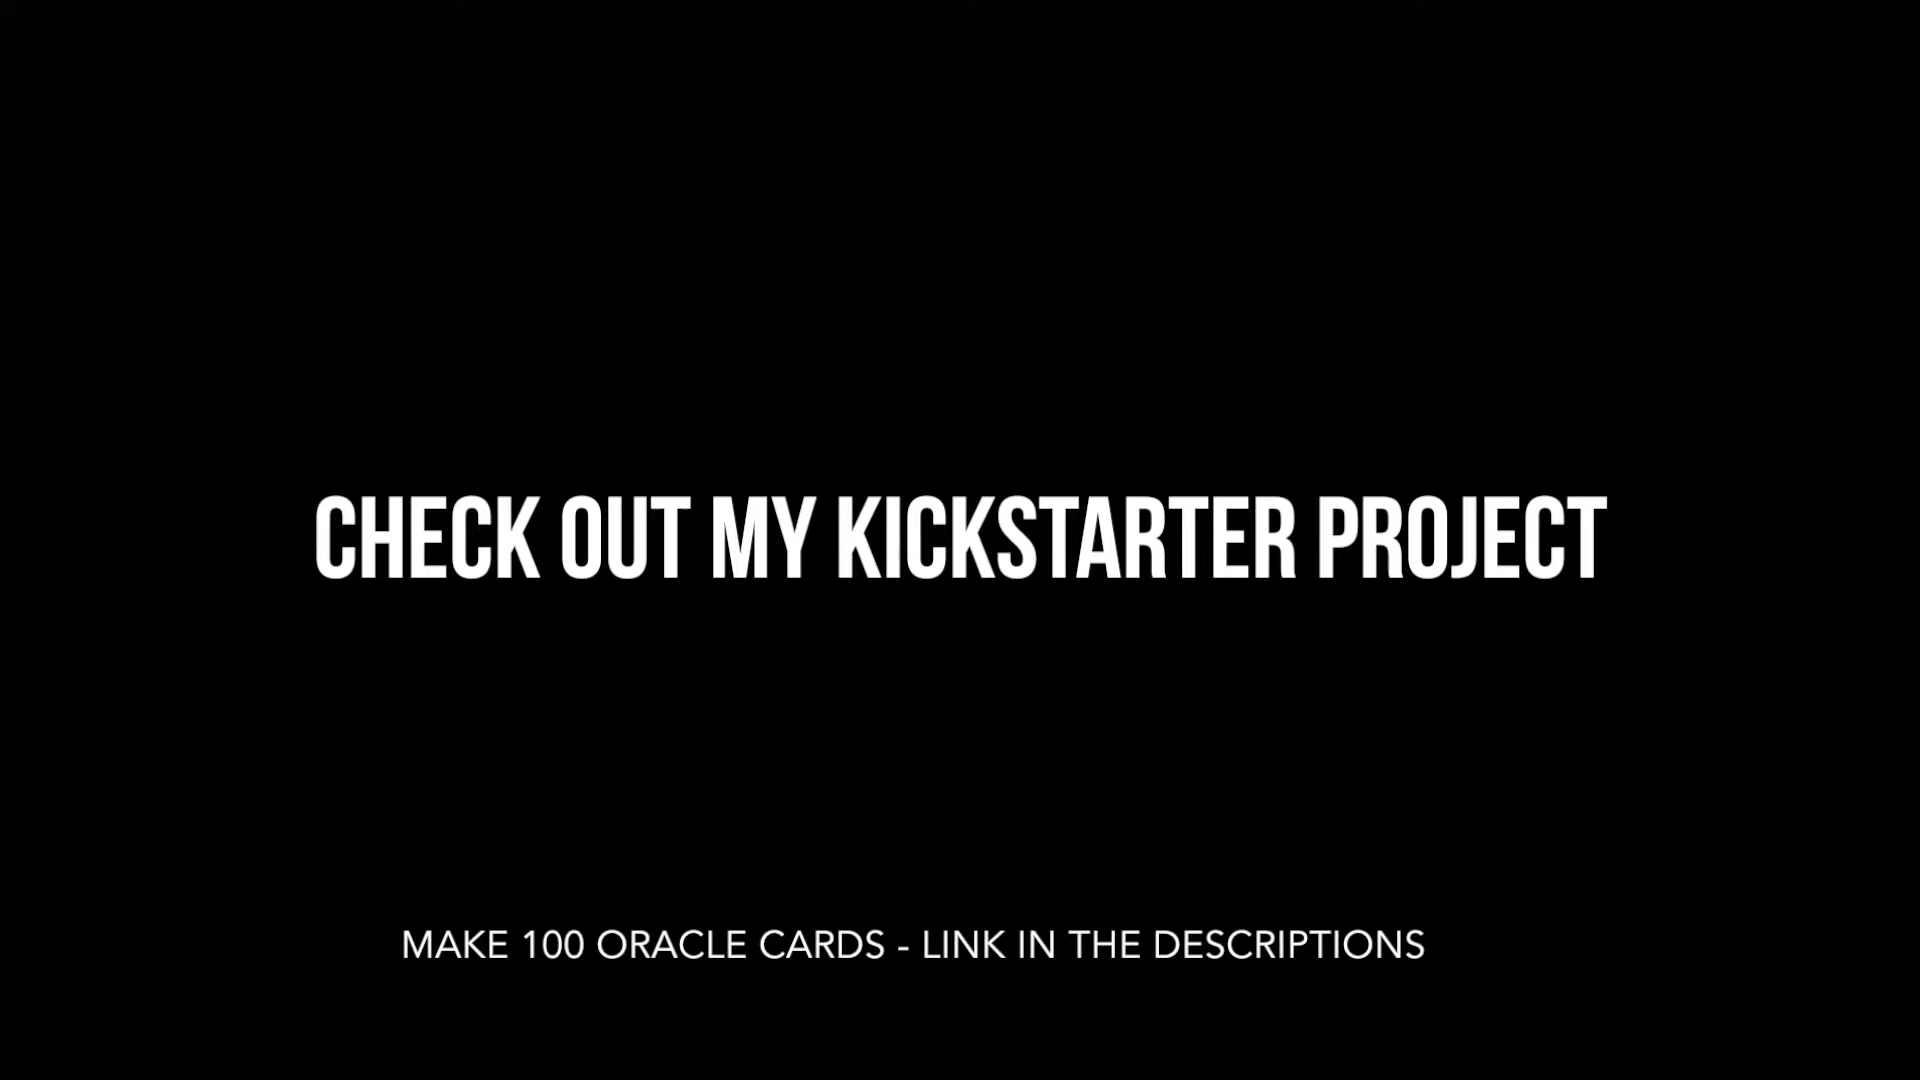 CHECK OUT MY KICKSTARTER PROJECT
MAKE 100 ORACLE CARDS - LINK IN THE DESCRIPTIONS